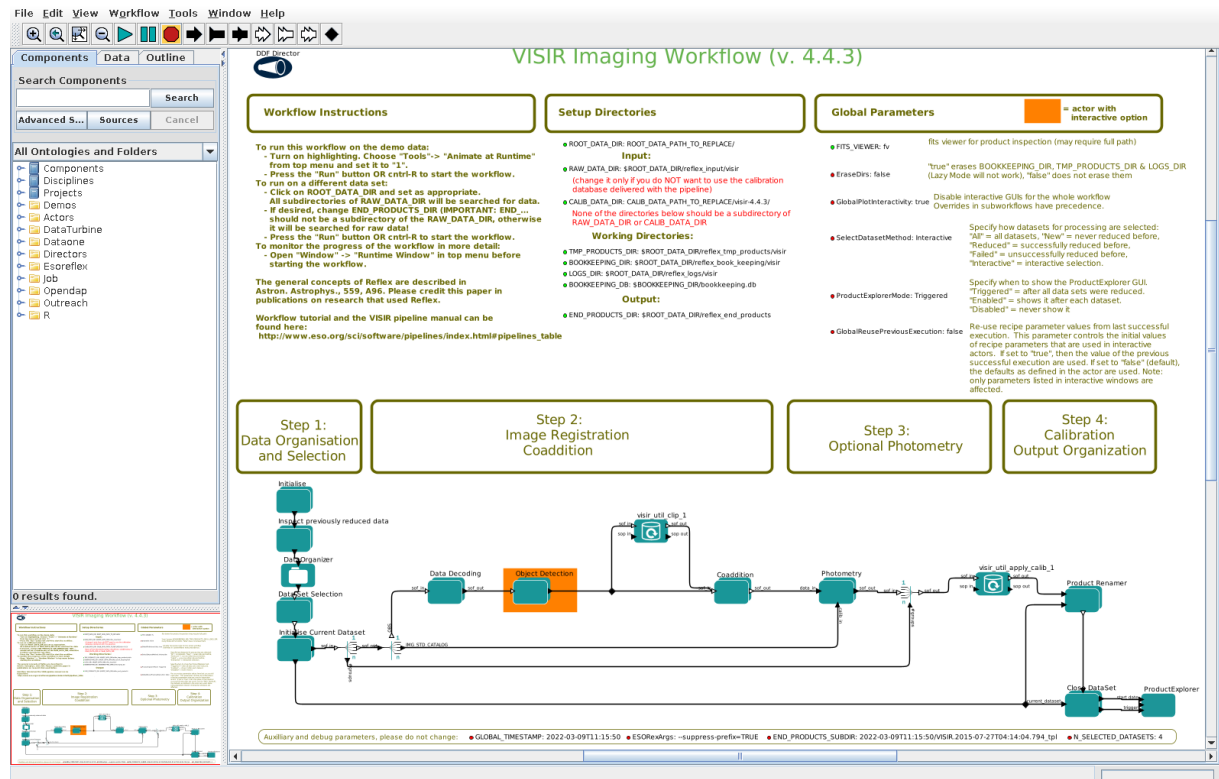 File Edit View Workflow Tools Window Help
Components Data Outline
Search Components
Search
Advanced S... Sources Cancel
All Ontologies and Folders
Components
Disciplines
Projects
Demos
Actors
DataTurbine
Dataone
Directors
Esoreflex
Job
Opendap
Outreach
R
0 results found.
DDF Director
VISIR Imaging Workflow (v. 4.4.3)
Workflow Instructions
To run this workflow on the demo data:
- Turn on highlighting. Choose "Tools"-> "Animate at Runtime"
from top menu and set it to "1".
- Press the "Run" button OR cntrl-R to start the workflow.
To run on a different data set:
- Click on ROOT_DATA_DIR and set as appropriate.
All subdirectories of RAW_DATA_DIR will be searched for data.
- If desired, change END_PRODUCTS_DIR (IMPORTANT: END_...
should not be a subdirectory of the RAW_DATA_DIR, otherwise
it will be searched for raw data!
- Press the "Run" button OR cntrl-R to start the workflow.
To monitor the progress of the workflow in more detail:
- Open "Window" -> "Runtime Window" in top menu before
starting the workflow.
The general concepts of Reflex are described in
Astron. Astrophys., 559, A96. Please credit this paper in
publications on research that used Reflex.
Workflow tutorial and the VISIR pipeline manual can be
found here:
http://www.eso.org/sci/software/pipelines/index.html#pipelines_table
Setup Directories
ROOT_DATA_DIR: ROOT_DATA_PATH_TO_REPLACE/
Input:
RAW_DATA_DIR: $ROOT_DATA_DIR/reflex_input/visir
(change it only if you do NOT want to use the calibration
database delivered with the pipeline)
CALIB_DATA_DIR: CALIB_DATA_PATH_TO_REPLACE/visir-4.4.3/
None of the directories below should be a subdirectory of
RAW_DATA_DIR or CALIB_DATA_DIR
Working Directories:
TMP_PRODUCTS_DIR: $ROOT_DATA_DIR/reflex_tmp_products/visir
BOOKKEEPING_DIR: $ROOT_DATA_DIR/reflex_book_keeping/visir
LOGS_DIR: $ROOT_DATA_DIR/reflex_logs/visir
BOOKKEEPING_DB: $BOOKKEEPING_DIR/bookkeeping.db
Output:
END_PRODUCTS_DIR: $ROOT_DATA_DIR/reflex_end_products
Global Parameters
= actor with
interactive option
FITS_VIEWER: fv
fits viewer for product inspection (may require full path)
EraseDirs: false
"true" erases BOOKKEEPING_DIR, TMP_PRODUCTS_DIR & LOGS_DIR
(Lazy Mode will not work), "false" does not erase them
GlobalPlotInteractivity: true
Disable interactive GUIs for the whole workflow
Overrides in subworkflows have precedence.
SelectDatasetMethod: Interactive
Specify how datasets for processing are selected:
"All" = all datasets, "New" = never reduced before,
"Reduced" = successfully reduced before,
"Failed" = unsuccessfully reduced before,
"Interactive" = interactive selection.
ProductExplorerMode: Triggered
Specify when to show the ProductExplorer GUI.
"Triggered" = after all data sets were reduced.
"Enabled" = shows it after each dataset.
"Disabled" = never show it
GlobalReusePreviousExecution: false
Re-use recipe parameter values from last successful
execution. This parameter controls the initial values
of recipe parameters that are used in interactive
actors. If set to "true", then the value of the previous
successful execution are used. If set to "false" (default),
the defaults as defined in the actor are used. Note:
only parameters listed in interactive windows are
affected.
Step 1:
Data Organisation
and Selection
Step 2:
Image Registration
Coaddition
Step 3:
Optional Photometry
Step 4:
Calibration
Output Organization
Initialise
Inspect previously reduced data
Data Organizer
Dataset Selection
Initialise Current Dataset
IMG_STD_CATALOG
Data Decoding
Object Detection
visir_util_clip_1
Coaddition
Photometry
visir_util_apply_calib_1
Product Renamer
Close DataSet
ProductExplorer
sof in
sof out
sop in
sop out
current_dataset
start date
trigger
Auxilliary and debug parameters, please do not change: GLOBAL_TIMESTAMP: 2022-03-09T11:15:50 ESORexArgs: --suppress-prefix=TRUE END_PRODUCTS_SUBDIR: 2022-03-09T11:15:50/VISIR.2015-07-27T04:14:04.794_tpl N_SELECTED_DATASETS: 4